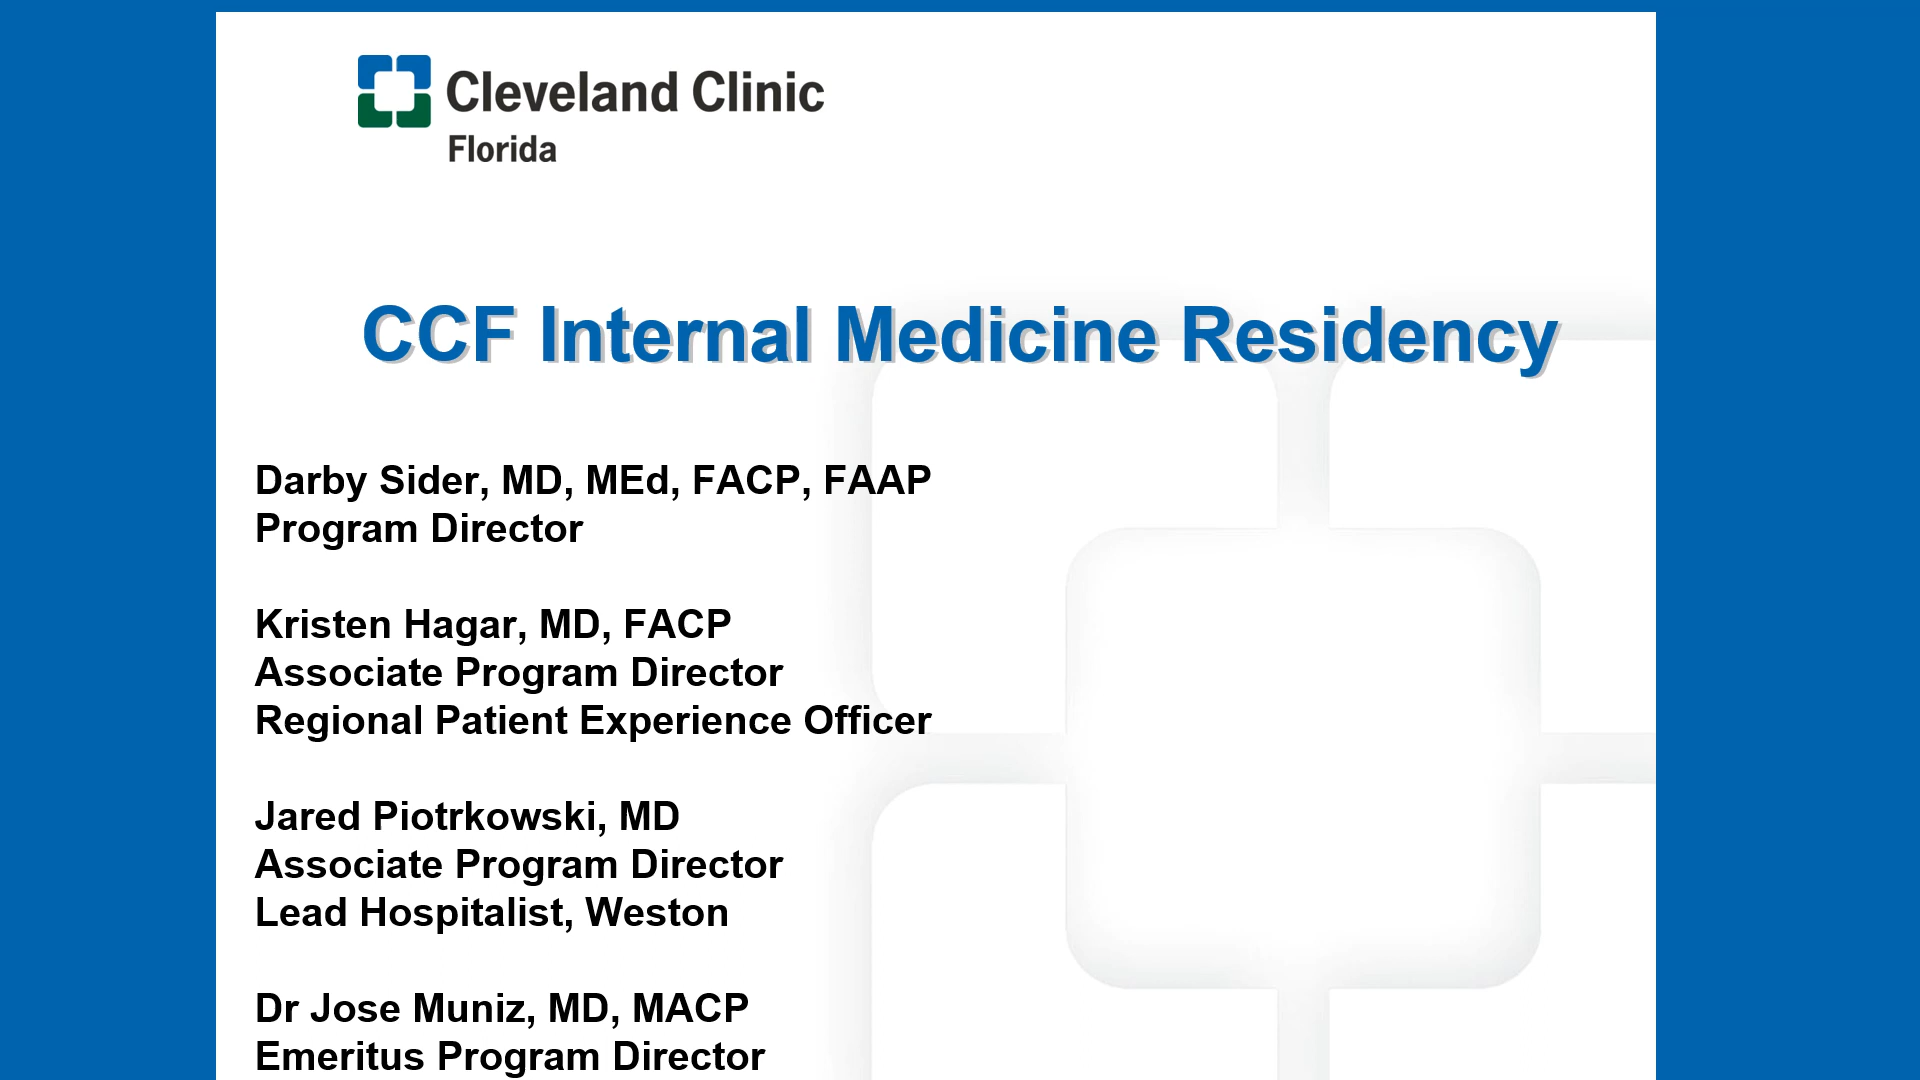 Cleveland Clinic
Florida
CCF Internal Medicine Residency
Darby Sider, MD, MEd, FACP, FAAP
Program Director
Kristen Hagar, MD, FACP
Associate Program Director
Regional Patient Experience Officer
Jared Piotrkowski, MD
Associate Program Director
Lead Hospitalist, Weston
Dr Jose Muniz, MD, MACP
Emeritus Program Director